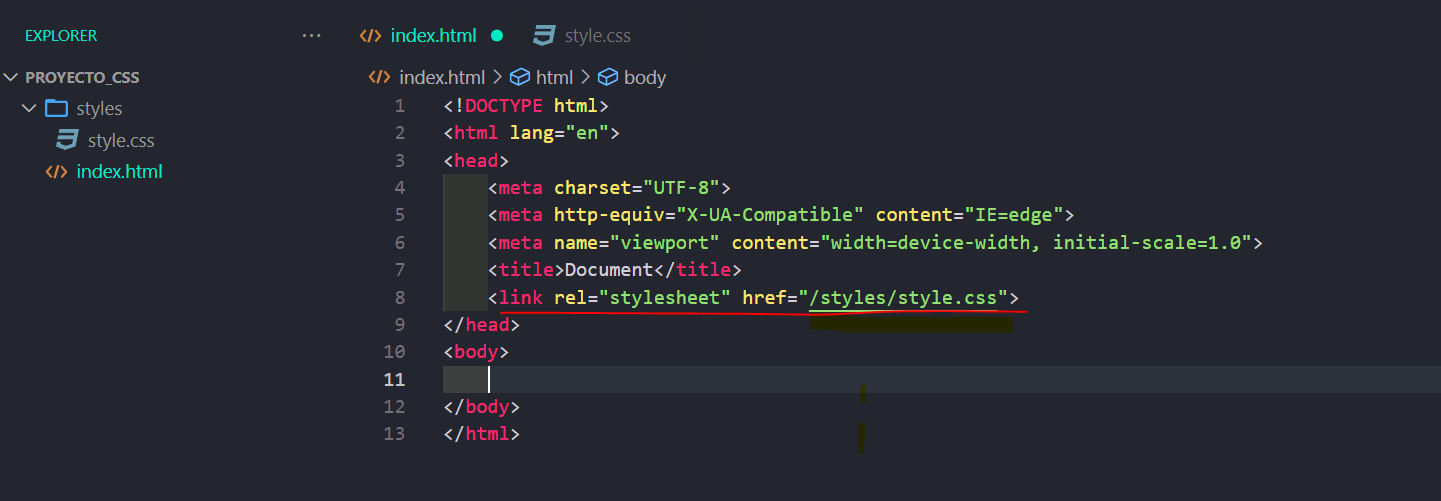 EXPLORER ···
index.html style.css
PROYECTO_CSS
styles
style.css
index.html
index.html > html > body
1 <!DOCTYPE html>
2 <html lang="en">
3 <head>
4 <meta charset="UTF-8">
5 <meta http-equiv="X-UA-Compatible" content="IE=edge">
6 <meta name="viewport" content="width=device-width, initial-scale=1.0">
7 <title>Document</title>
8 <link rel="stylesheet" href="/styles/style.css">
9 </head>
10 <body>
11
12 </body>
13 </html>